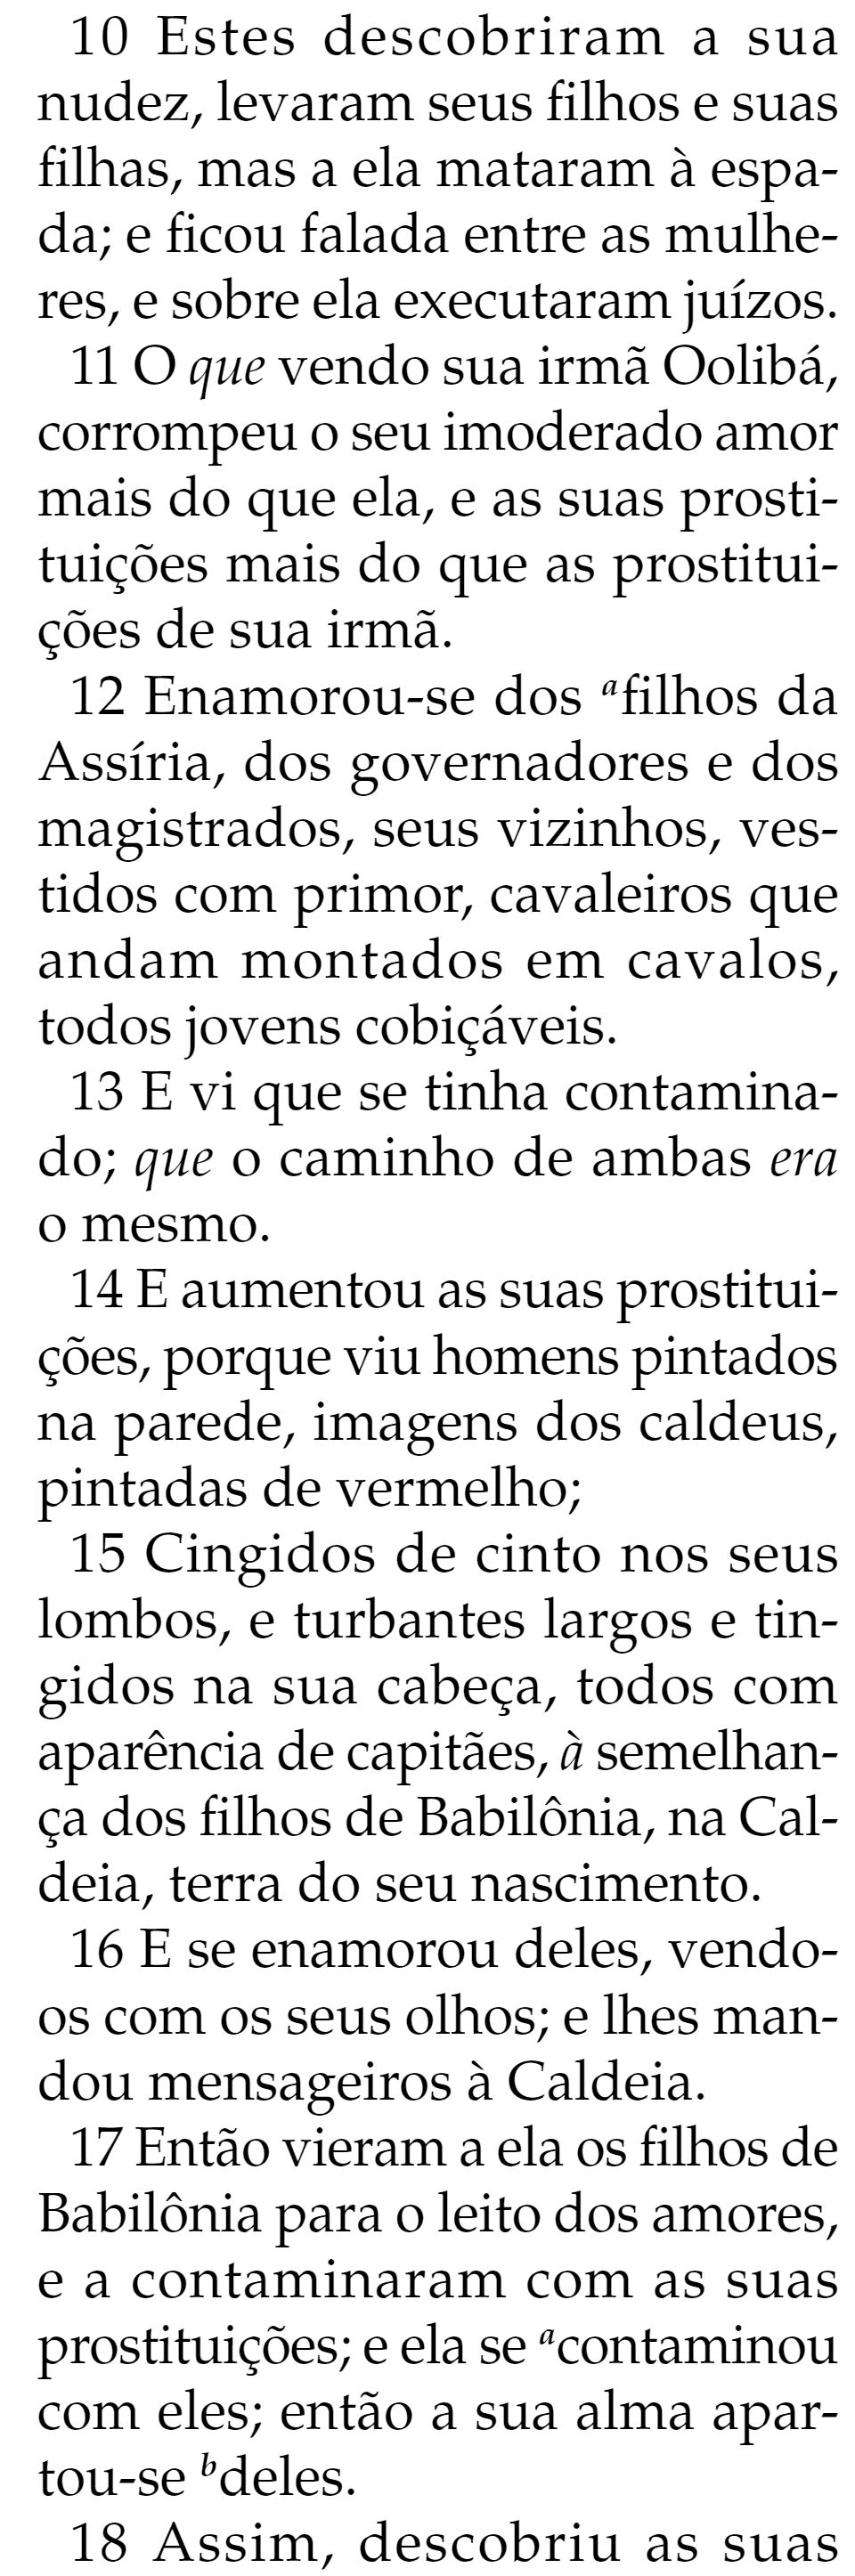 10 Estes descobriram a sua
nudez, levaram seus filhos e suas
filhas, mas a ela mataram à espa-
da; e ficou falada entre as mulhe-
res, e sobre ela executaram juízos.
11 O que vendo sua irmã Oolibá,
corrompeu o seu imoderado amor
mais do que ela, e as suas prosti-
tuições mais do que as prostitui-
ções de sua irmã.
12 Enamorou-se dos afilhos da
Assíria, dos governadores e dos
magistrados, seus vizinhos, ves-
tidos com primor, cavaleiros que
andam montados em cavalos,
todos jovens cobiçáveis.
13 E vi que se tinha contamina-
do; que o caminho de ambas era
o mesmo.
14 E aumentou as suas prostitui-
ções, porque viu homens pintados
na parede, imagens dos caldeus,
pintadas de vermelho;
15 Cingidos de cinto nos seus
lombos, e turbantes largos e tin-
gidos na sua cabeça, todos com
aparência de capitães, à semelhan-
ça dos filhos de Babilônia, na Cal-
deia, terra do seu nascimento.
16 E se enamorou deles, vendo-
os com os seus olhos; e lhes man-
dou mensageiros à Caldeia.
17 Então vieram a ela os filhos de
Babilônia para o leito dos amores,
e a contaminaram com as suas
prostituições; e ela se acontaminou
com eles; então a sua alma apar-
tou-se bdeles.
18 Assim, descobriu as suas